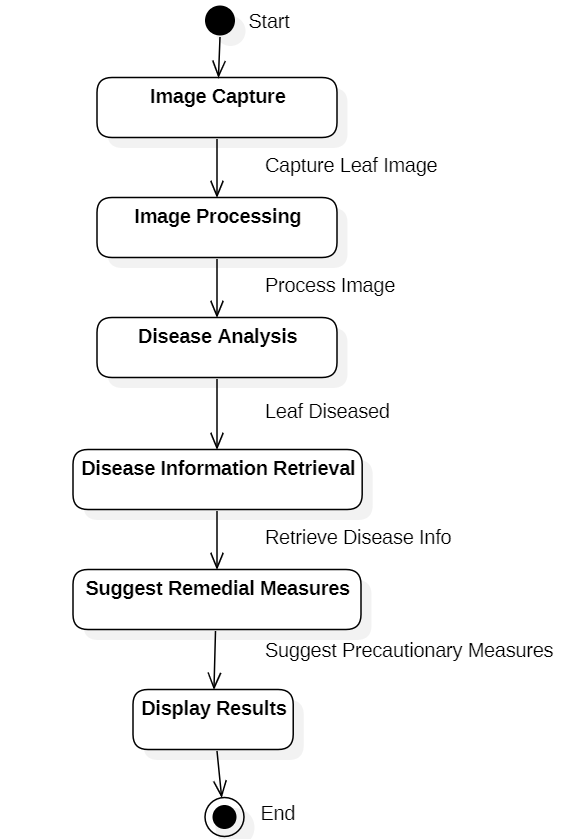 Start
Image Capture
Capture Leaf Image
Image Processing
Process Image
Disease Analysis
Leaf Diseased
Disease Information Retrieval
Retrieve Disease Info
Suggest Remedial Measures
Suggest Precautionary Measures
Display Results
End